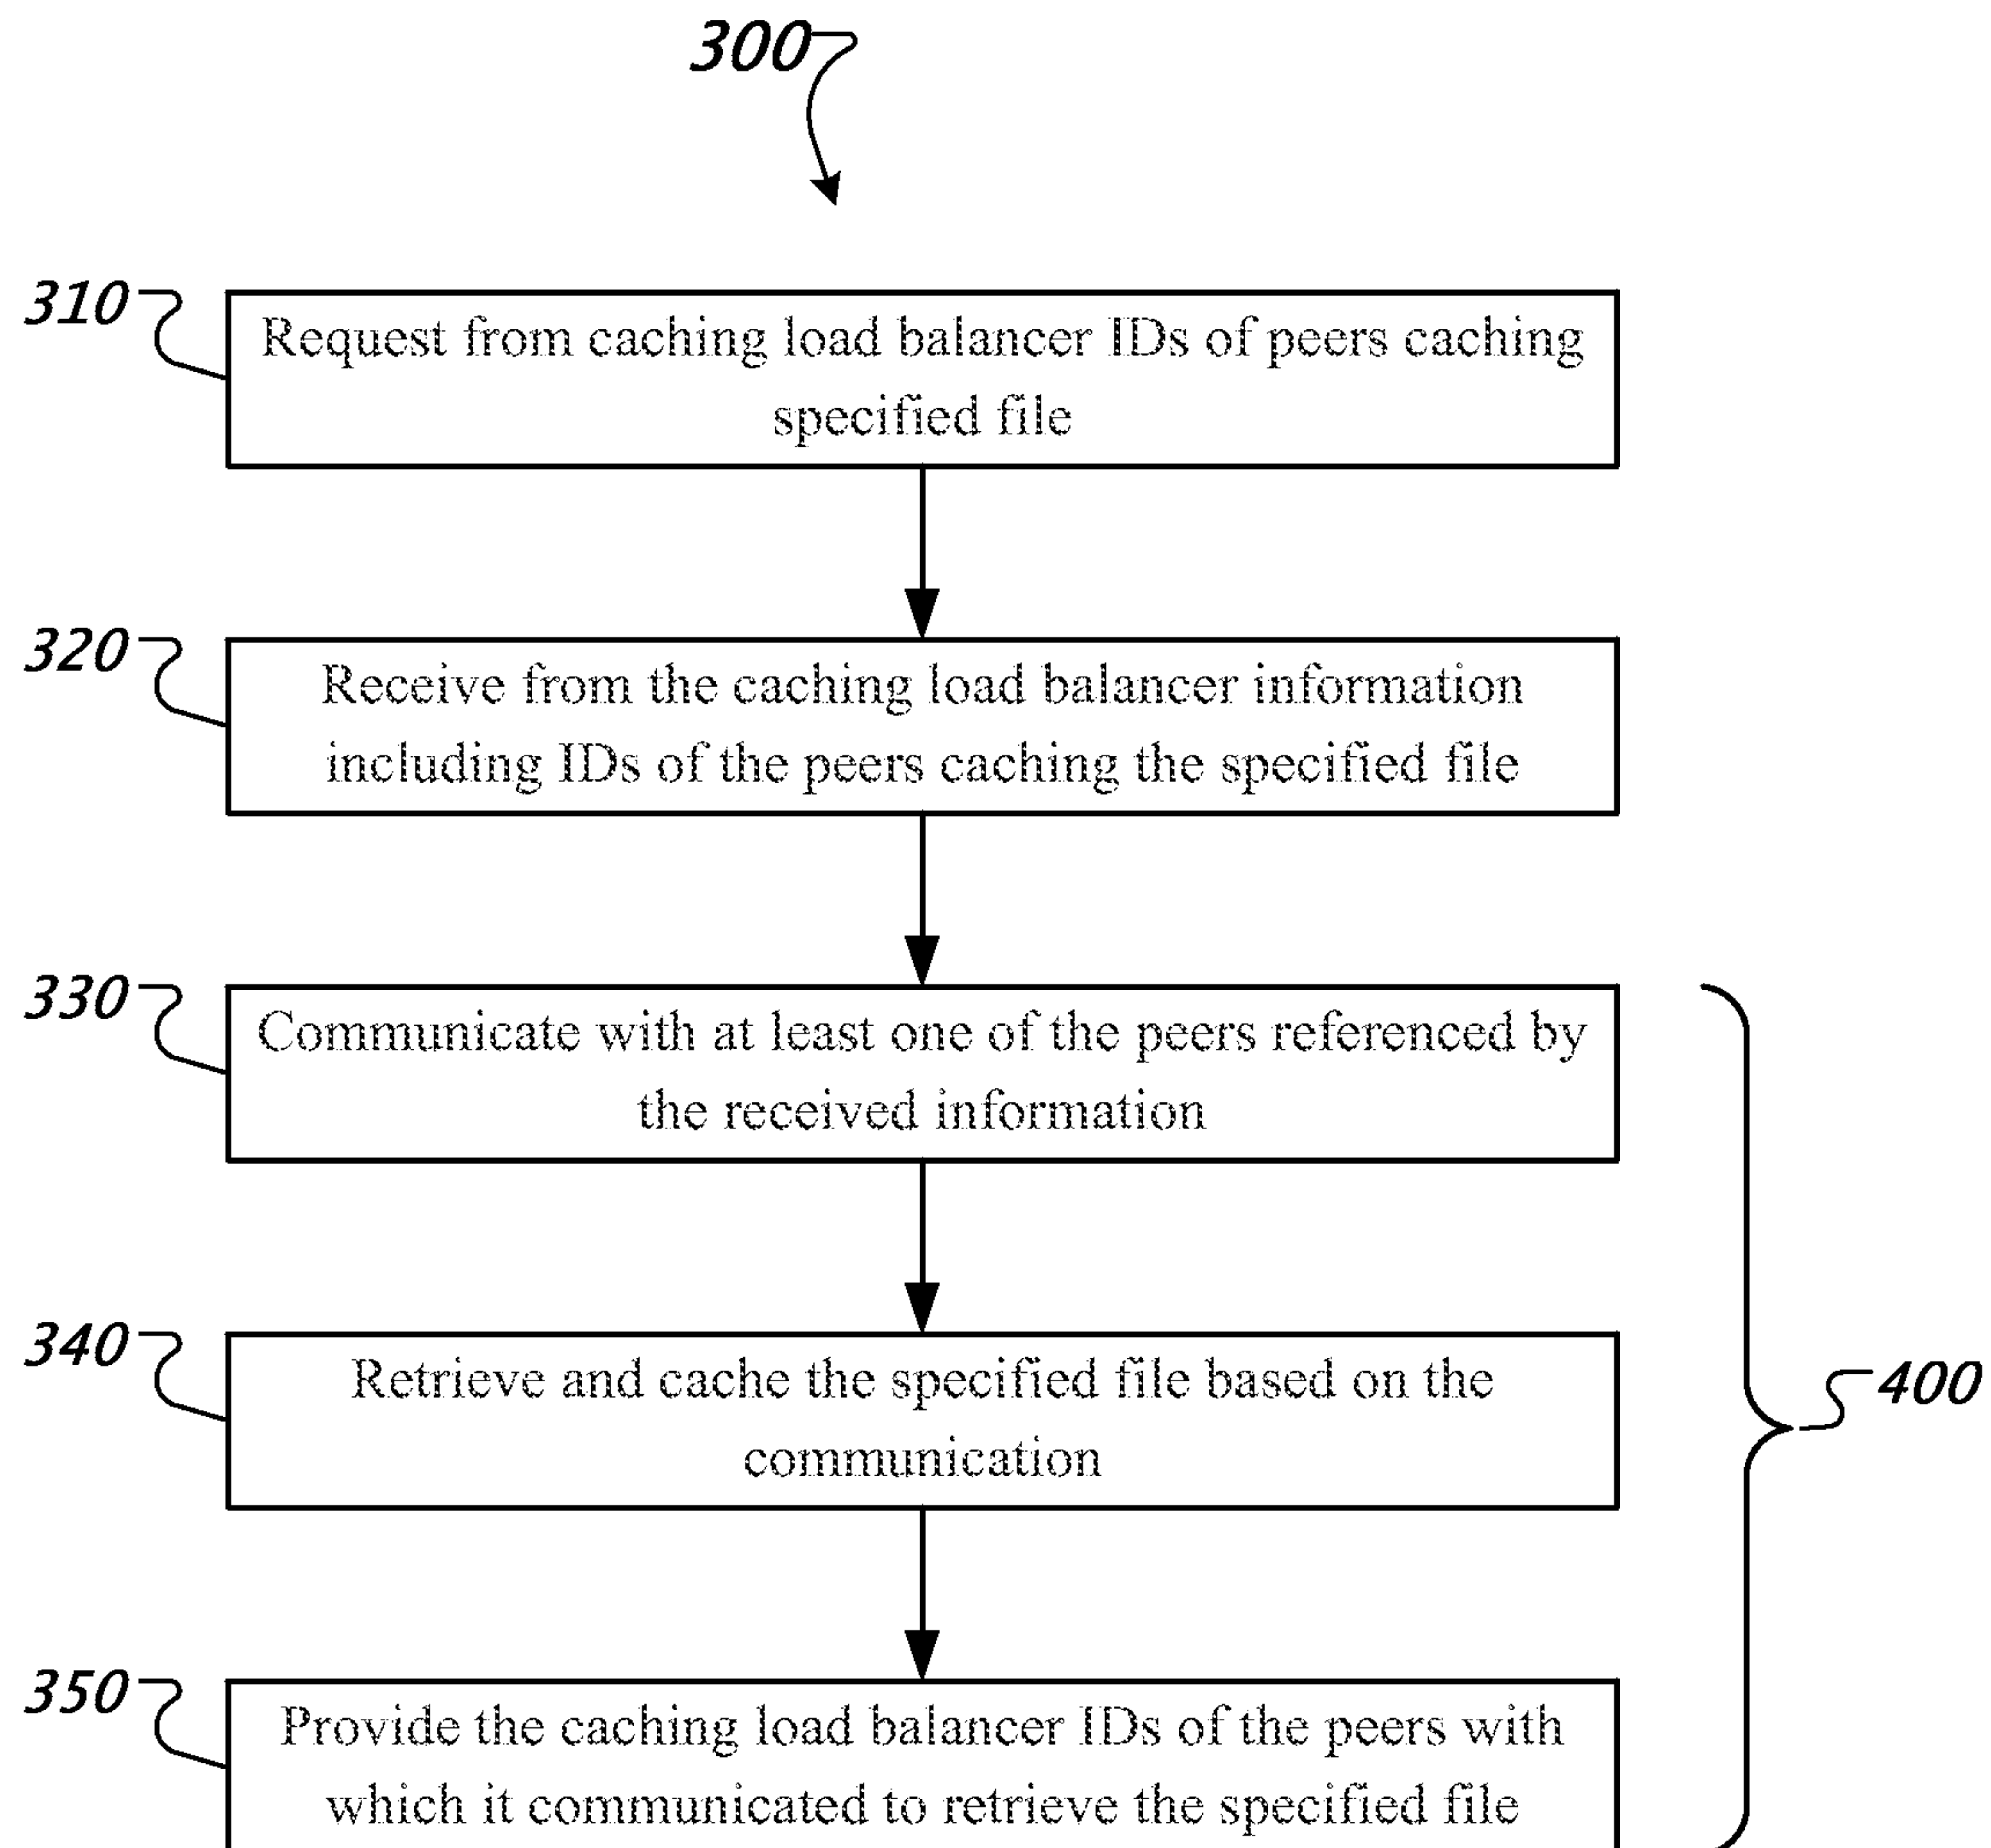 300
310
Request from caching load balancer IDs of peers caching
specified file
320
Receive from the caching load balancer information
including IDs of the peers caching the specified file
330
Communicate with at least one of the peers referenced by
the received information
340
Retrieve and cache the specified file based on the
communication
400
350
Provide the caching load balancer IDs of the peers with
which it communicated to retrieve the specified file